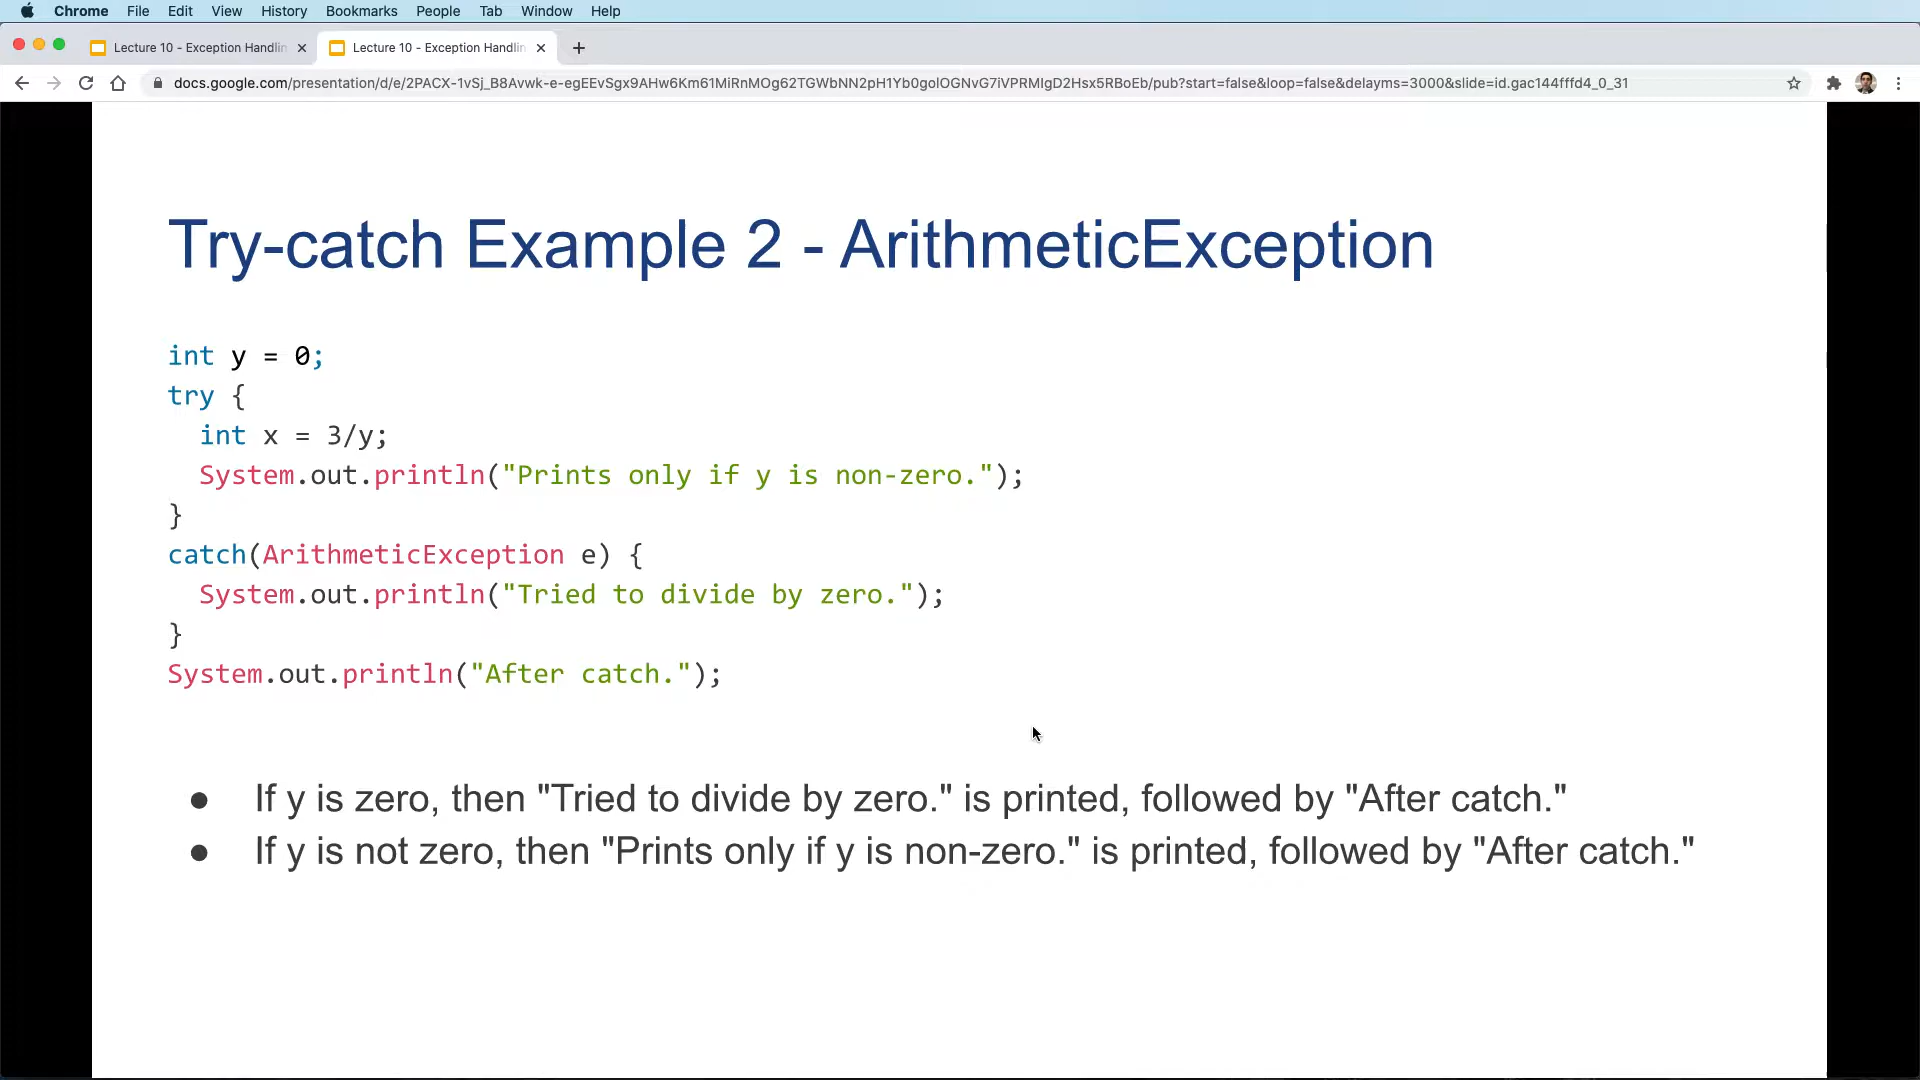 Chrome File Edit View History Bookmarks People Tab Window Help
Lecture 10 - Exception Handlin Lecture 10 - Exception Handlin
docs.google.com/presentation/d/e/2PACX-1vSj_B8Avwk-e-egEEvSgx9AHw6Km61MiRnMOg62TGWbNN2pH1Yb0golOGNvG7iVPRMIgD2Hsx5RBoEb/pub?start=false&loop=false&delayms=3000&slide=id.gac144fffd4_0_31
Try-catch Example 2 - ArithmeticException
int y = 0;
try {
  int x = 3/y;
  System.out.println("Prints only if y is non-zero.");
}
catch(ArithmeticException e) {
  System.out.println("Tried to divide by zero.");
}
System.out.println("After catch.");
● If y is zero, then "Tried to divide by zero." is printed, followed by "After catch."
● If y is not zero, then "Prints only if y is non-zero." is printed, followed by "After catch."